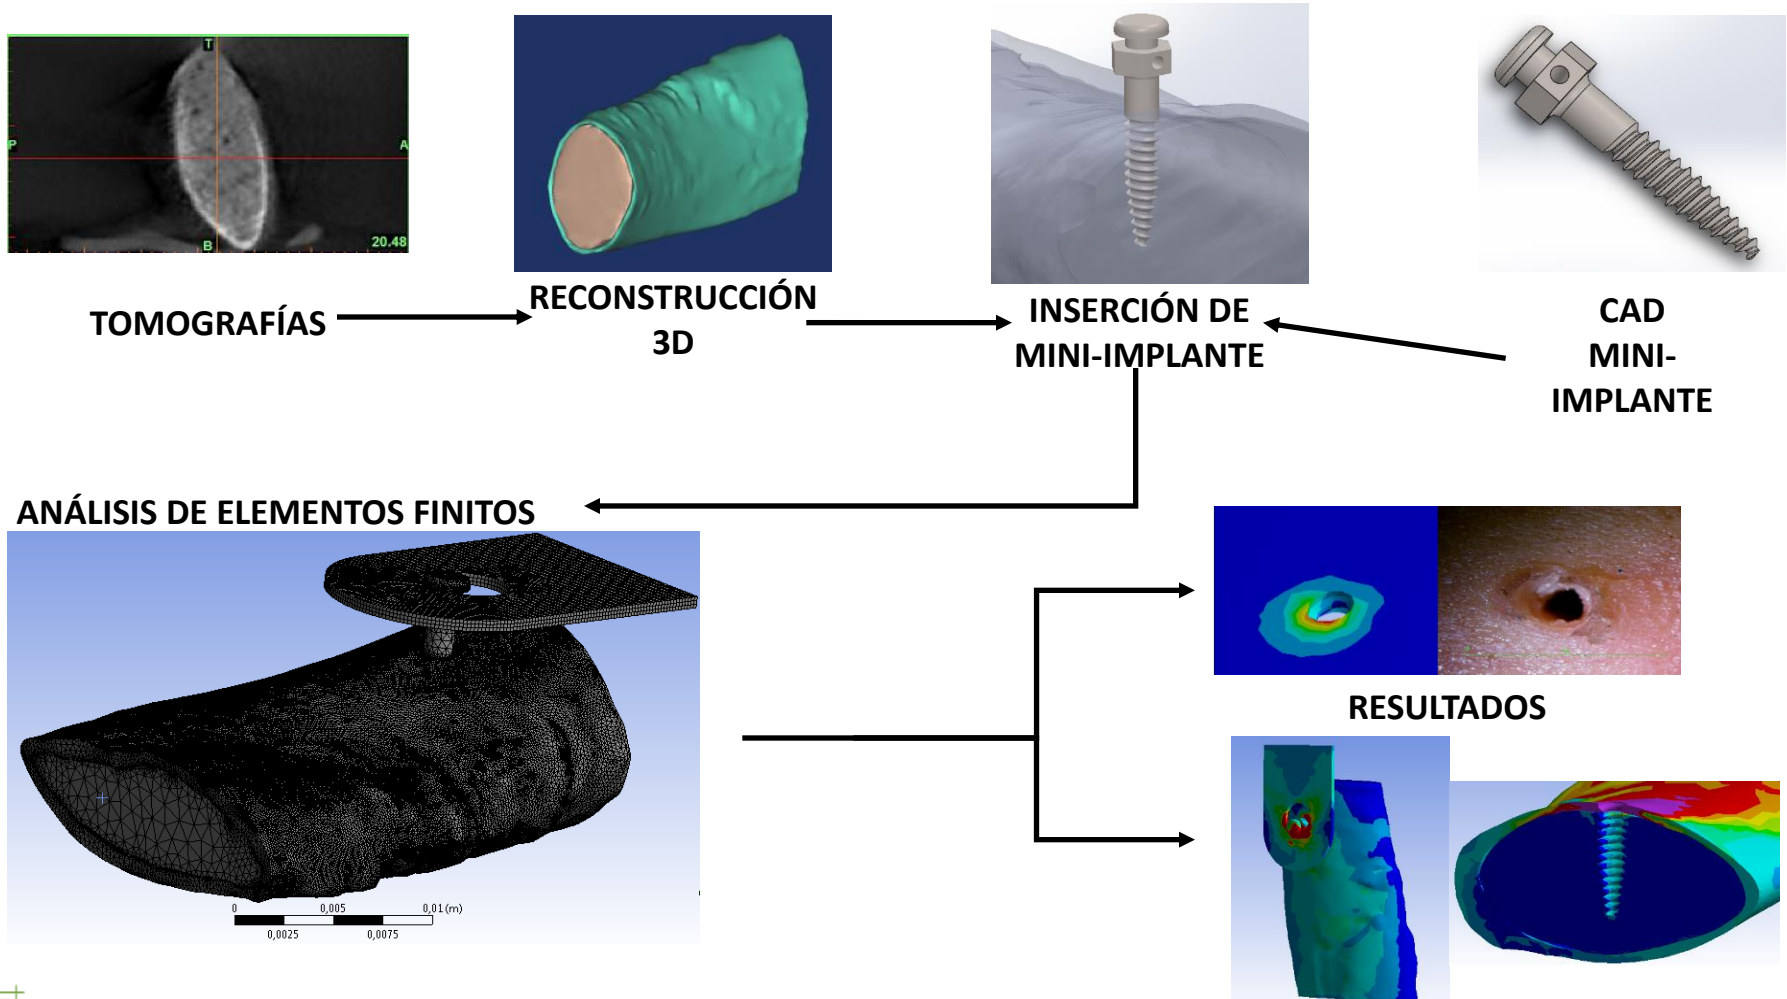 T
P
A
B
20.48
TOMOGRAFÍAS
RECONSTRUCCIÓN
3D
INSERCIÓN DE
MINI-IMPLANTE
CAD
MINI-
IMPLANTE
ANÁLISIS DE ELEMENTOS FINITOS
0 0,005 0,01 (m)
0,0025 0,0075
RESULTADOS